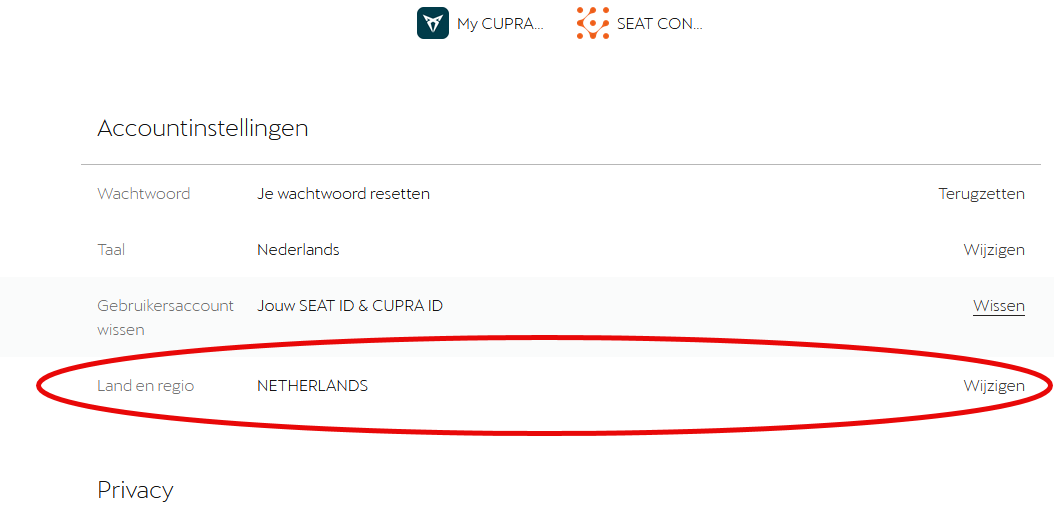 My CUPRA... SEAT CON...
Accountinstellingen
Wachtwoord Je wachtwoord resetten Terugzetten
Taal Nederlands Wijzigen
Gebruikersaccount Jouw SEAT ID & CUPRA ID Wissen
wissen
Land en regio NETHERLANDS Wijzigen
Privacy